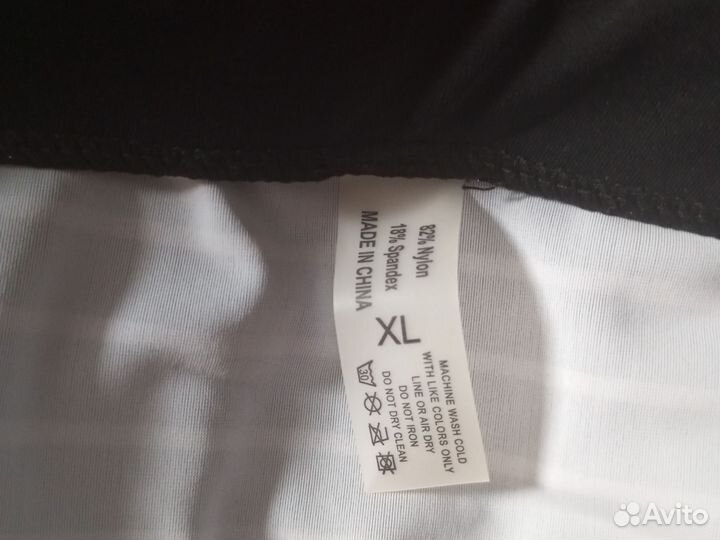 82% Nylon
18% Spandex
MADE IN CHINA
XL
MACHINE WASH COLD
WITH LIKE COLORS ONLY
LINE OR AIR DRY
DO NOT IRON
DO NOT DRY CLEAN
30
Avito